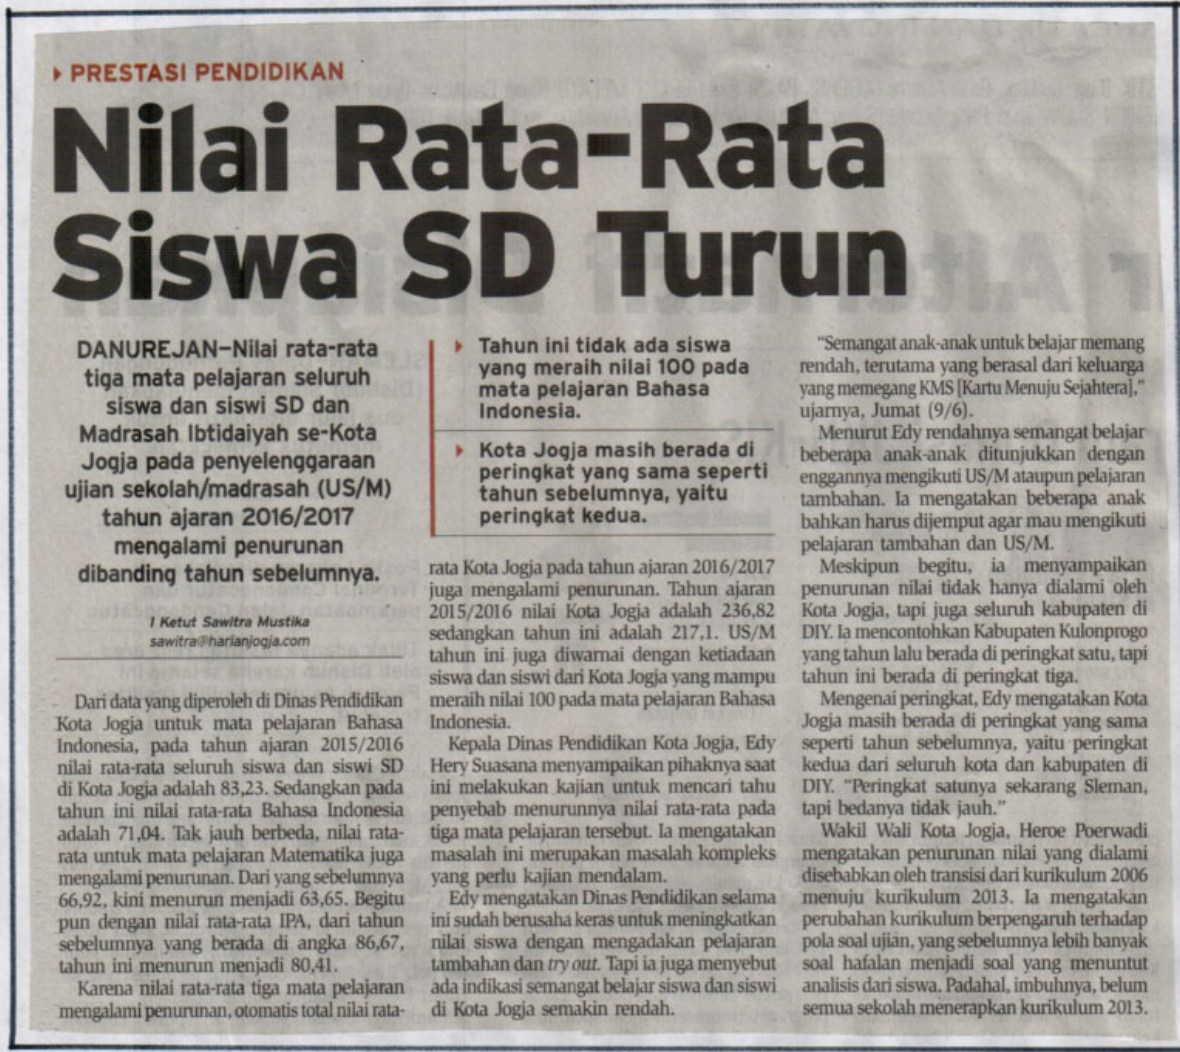 PRESTASI PENDIDIKAN
Nilai Rata-Rata
Siswa SD Turun
DANUREJAN—Nilai rata-rata
tiga mata pelajaran seluruh
siswa dan siswi SD dan
Madrasah Ibtidaiyah se-Kota
Jogja pada penyelenggaraan
ujian sekolah/madrasah (US/M)
tahun ajaran 2016/2017
mengalami penurunan
dibanding tahun sebelumnya.
I Ketut Sawitra Mustika
sawitra@harianjogja.com
Dari data yang diperoleh di Dinas Pendidikan
Kota Jogja untuk mata pelajaran Bahasa
Indonesia, pada tahun ajaran 2015/2016
nilai rata-rata seluruh siswa dan siswi SD
di Kota Jogja adalah 83,23. Sedangkan pada
tahun ini nilai rata-rata Bahasa Indonesia
adalah 71,04. Tak jauh berbeda, nilai rata-
rata untuk mata pelajaran Matematika juga
mengalami penurunan. Dari yang sebelumnya
66,92, kini menurun menjadi 63,65. Begitu
pun dengan nilai rata-rata IPA, dari tahun
sebelumnya yang berada di angka 86,67,
tahun ini menurun menjadi 80,41.
Karena nilai rata-rata tiga mata pelajaran
mengalami penurunan, otomatis total nilai rata-
Tahun ini tidak ada siswa
yang meraih nilai 100 pada
mata pelajaran Bahasa
Indonesia.
Kota Jogja masih berada di
peringkat yang sama seperti
tahun sebelumnya, yaitu
peringkat kedua.
rata Kota Jogja pada tahun ajaran 2016/2017
juga mengalami penurunan. Tahun ajaran
2015/2016 nilai Kota Jogja adalah 236,82
sedangkan tahun ini adalah 217,1. US/M
tahun ini juga diwarnai dengan ketiadaan
siswa dan siswi dari Kota Jogja yang mampu
meraih nilai 100 pada mata pelajaran Bahasa
Indonesia.
Kepala Dinas Pendidikan Kota Jogja, Edy
Hery Suasana menyampaikan pihaknya saat
ini melakukan kajian untuk mencari tahu
penyebab menurunnya nilai rata-rata pada
tiga mata pelajaran tersebut. Ia mengatakan
masalah ini merupakan masalah kompleks
yang perlu kajian mendalam.
Edy mengatakan Dinas Pendidikan selama
ini sudah berusaha keras untuk meningkatkan
nilai siswa dengan mengadakan pelajaran
tambahan dan try out. Tapi ia juga menyebut
ada indikasi semangat belajar siswa dan siswi
di Kota Jogja semakin rendah.
“Semangat anak-anak untuk belajar memang
rendah, terutama yang berasal dari keluarga
yang memegang KMS [Kartu Menuju Sejahtera],”
ujarnya, Jumat (9/6).
Menurut Edy rendahnya semangat belajar
beberapa anak-anak ditunjukkan dengan
enggannya mengikuti US/M ataupun pelajaran
tambahan. Ia mengatakan beberapa anak
bahkan harus dijemput agar mau mengikuti
pelajaran tambahan dan US/M.
Meskipun begitu, ia menyampaikan
penurunan nilai tidak hanya dialami oleh
Kota Jogja, tapi juga seluruh kabupaten di
DIY. Ia mencontohkan Kabupaten Kulonprogo
yang tahun lalu berada di peringkat satu, tapi
tahun ini berada di peringkat tiga.
Mengenai peringkat, Edy mengatakan Kota
Jogja masih berada di peringkat yang sama
seperti tahun sebelumnya, yaitu peringkat
kedua dari seluruh kota dan kabupaten di
DIY. “Peringkat satunya sekarang Sleman,
tapi bedanya tidak jauh.”
Wakil Wali Kota Jogja, Heroe Poerwadi
mengatakan penurunan nilai yang dialami
disebabkan oleh transisi dari kurikulum 2006
menuju kurikulum 2013. Ia mengatakan
perubahan kurikulum berpengaruh terhadap
pola soal ujian, yang sebelumnya lebih banyak
soal hafalan menjadi soal yang menuntut
analisis dari siswa. Padahal, imbuhnya, belum
semua sekolah menerapkan kurikulum 2013.